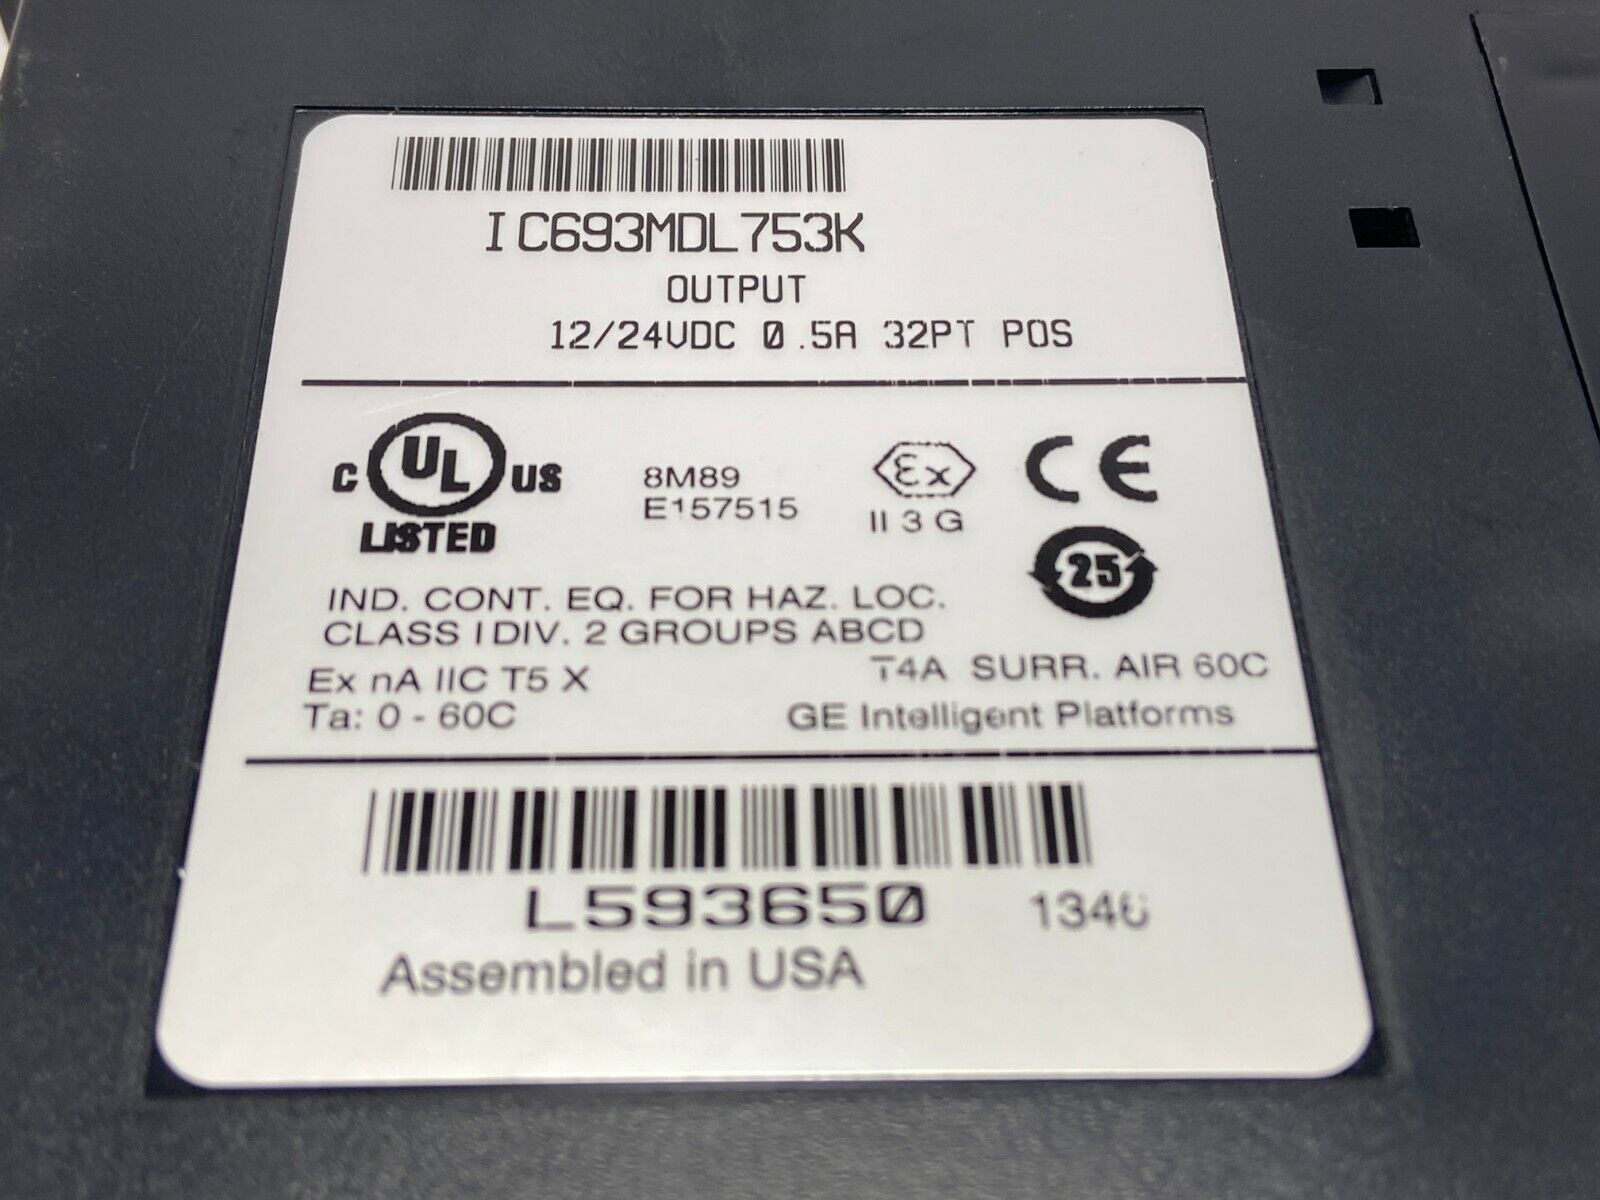 IC693MDL753K
OUTPUT
12/24VDC 0.5A 32PT POS
C UL US
LISTED
8M89
E157515
Ex
II 3 G
CE
25
IND. CONT. EQ. FOR HAZ. LOC.
CLASS I DIV. 2 GROUPS ABCD
Ex nA IIC T5 X
T4A SURR. AIR 60C
Ta: 0 - 60C
GE Intelligent Platforms
L593650
1346
Assembled in USA